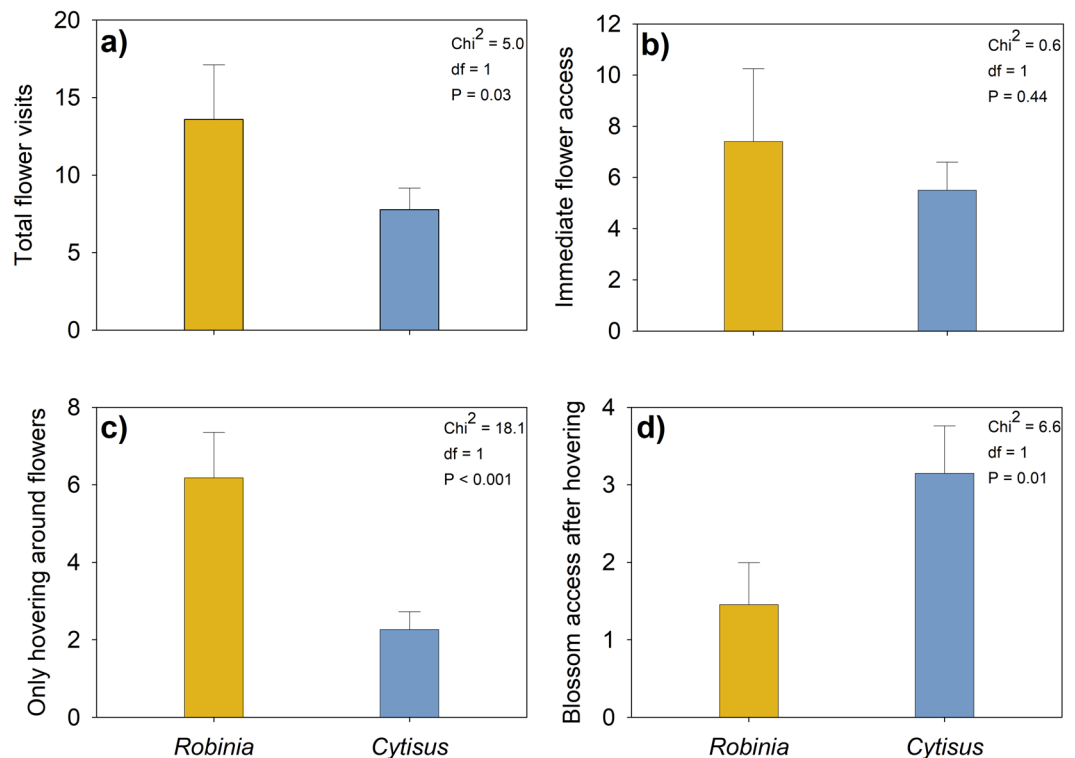 a)
Total flower visits
20
15
10
5
0
Chi2 = 5.0
df = 1
P = 0.03
b)
Immediate flower access
12
10
8
6
4
2
0
Chi2 = 0.6
df = 1
P = 0.44
c)
Only hovering around flowers
8
6
4
2
0
Chi2 = 18.1
df = 1
P < 0.001
Robinia
Cytisus
d)
Blossom access after hovering
4
3
2
1
0
Chi2 = 6.6
df = 1
P = 0.01
Robinia
Cytisus